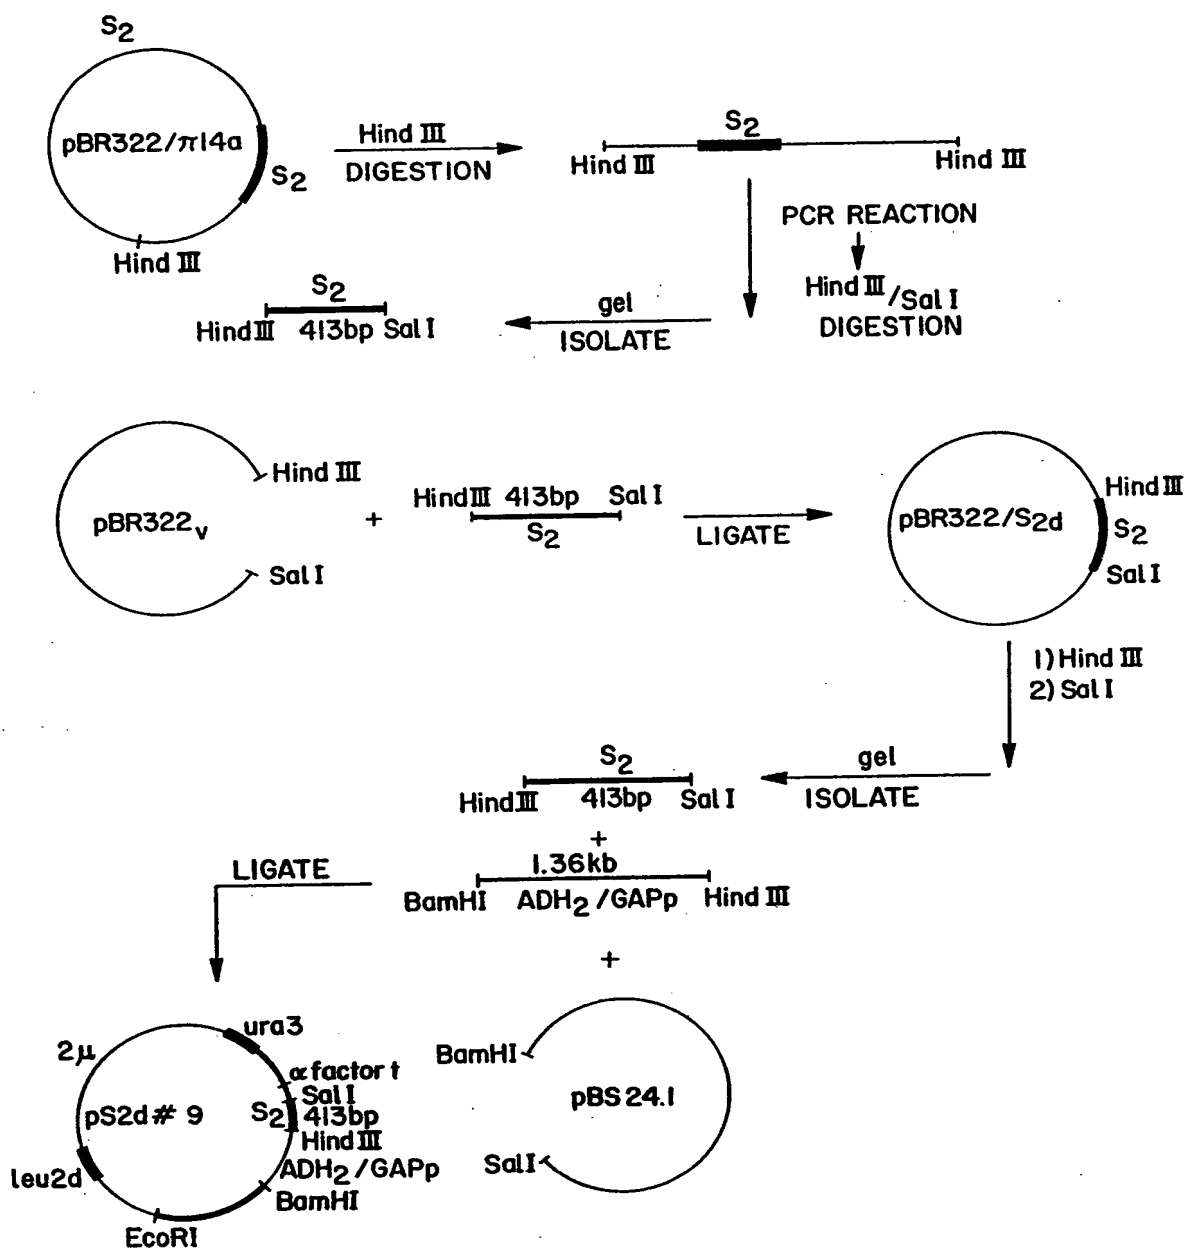 S2
pBR322/π14a
S2
Hind III
Hind III
DIGESTION
S2
Hind III
Hind III
PCR REACTION
Hind III/Sal I
DIGESTION
S2
Hind III 413bp Sal I
gel
ISOLATE
pBR322v
Hind III
Sal I
+
Hind III 413bp Sal I
S2
LIGATE
pBR322/S2d
Hind III
S2
Sal I
1) Hind III
2) Sal I
gel
ISOLATE
S2
Hind III 413bp Sal I
+
1.36kb
BamHI ADH2/GAPp Hind III
LIGATE
+
BamHI
pBS24.1
SalI
ura3
2μ
α factor t
Sal I
pS2d# 9
S2 413bp
Hind III
ADH2/GAPp
leu2d
BamHI
EcoRI